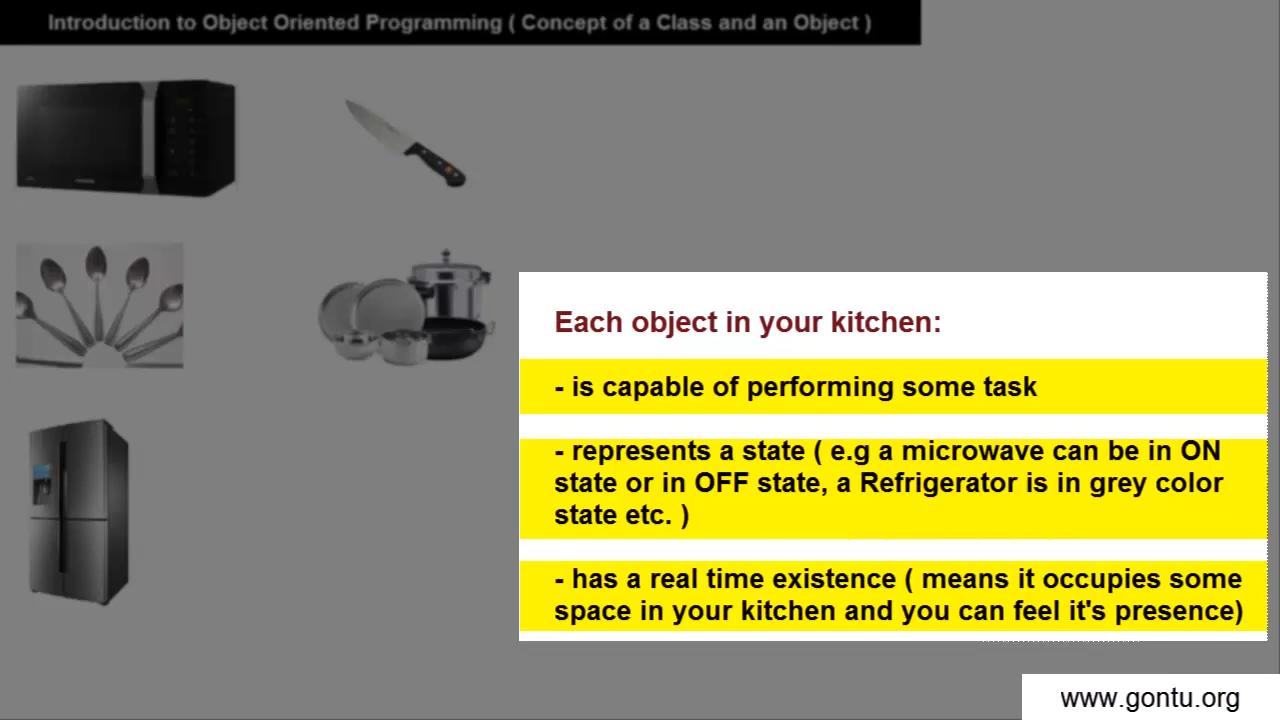 Introduction to Object Oriented Programming ( Concept of a Class and an Object )
Each object in your kitchen:
- is capable of performing some task
- represents a state ( e.g a microwave can be in ON
state or in OFF state, a Refrigerator is in grey color
state etc. )
- has a real time existence ( means it occupies some
space in your kitchen and you can feel it's presence)
www.gontu.org